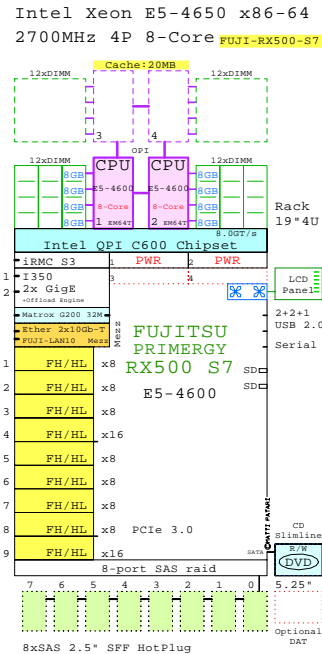 Intel Xeon E5-4650 x86-64
2700MHz 4P 8-Core FUJI-RX500-S7
Cache:20MB
12xDIMM 12xDIMM
3 4
QPI
12xDIMM 12xDIMM
CPU CPU
8GB 8GB
E5-4600 E5-4600
8GB 8GB
8GB 8-Core 8-Core 8GB
8GB 1 EM64T 2 EM64T 8GB
Rack
19"4U
8.0GT/s
Intel QPI C600 Chipset
iRMC S3 1 PWR 2 PWR
1 I350 3 4
2 2x GigE
+Offload Engine
LCD
Panel
Matrox G200 32M
Ether 2x10Gb-T
FUJI-LAN10 Mezz
Mezz
2+2+1
USB 2.0
Serial
FUJITSU
PRIMERGY
RX500 S7
E5-4600
SD
SD
1 FH/HL x8
2 FH/HL x8
3 FH/HL x8
4 FH/HL x16
5 FH/HL x8
6 FH/HL x8
7 FH/HL x8
8 FH/HL x8 PCIe 3.0
9 FH/HL x16
©MATTI PATARI
SATA
CD
Slimline
R/W
DVD
8-port SAS raid
7 6 5 4 3 2 1 0 5.25"
Optional
DAT
8xSAS 2.5" SFF HotPlug